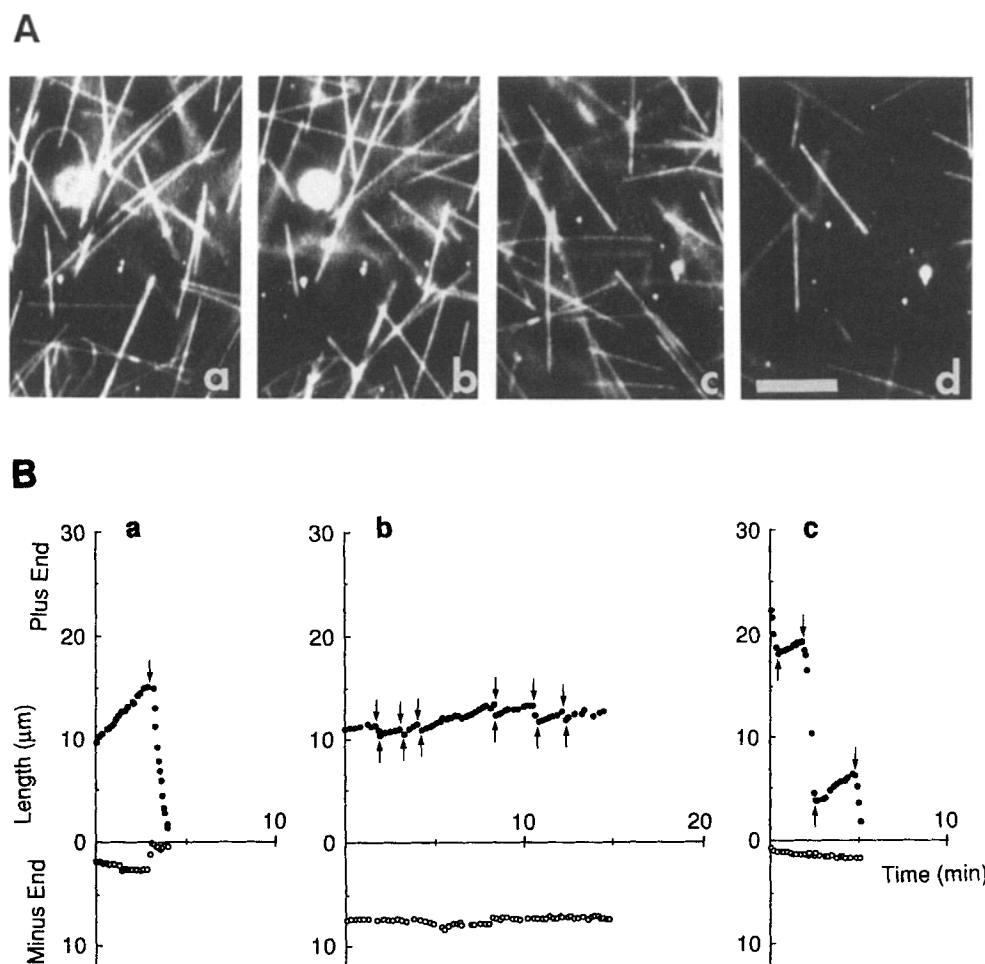 A
a b c d
B
a b c
30 30 30
20 20 20
10 10 10
0 0 0
10 10 10
10 10 20 10
Plus End
Length (μm)
Minus End
Time (min)